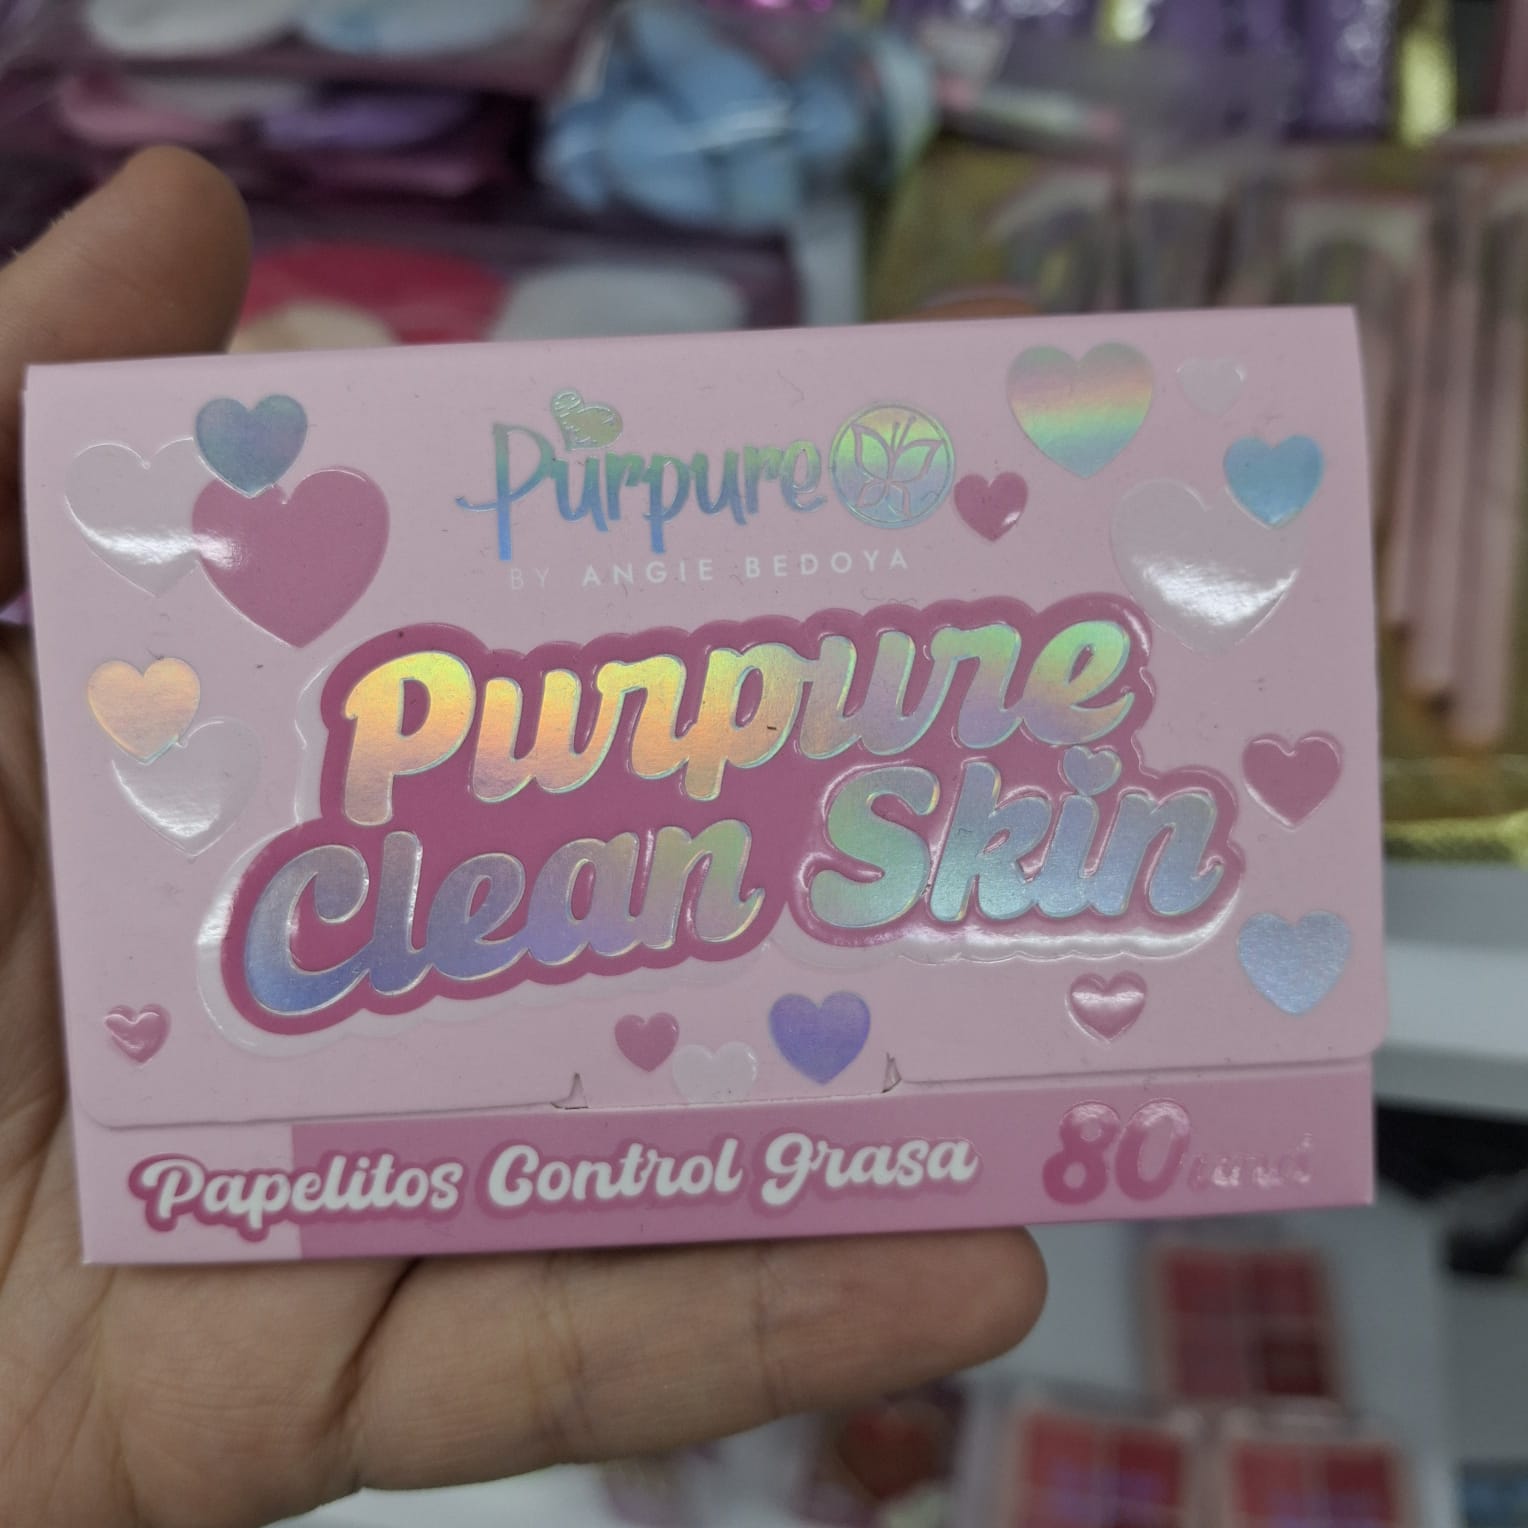 Purpure
BY ANGIE BEDOYA
Purpure
Clean Skin
Papelitos Control grasa
80